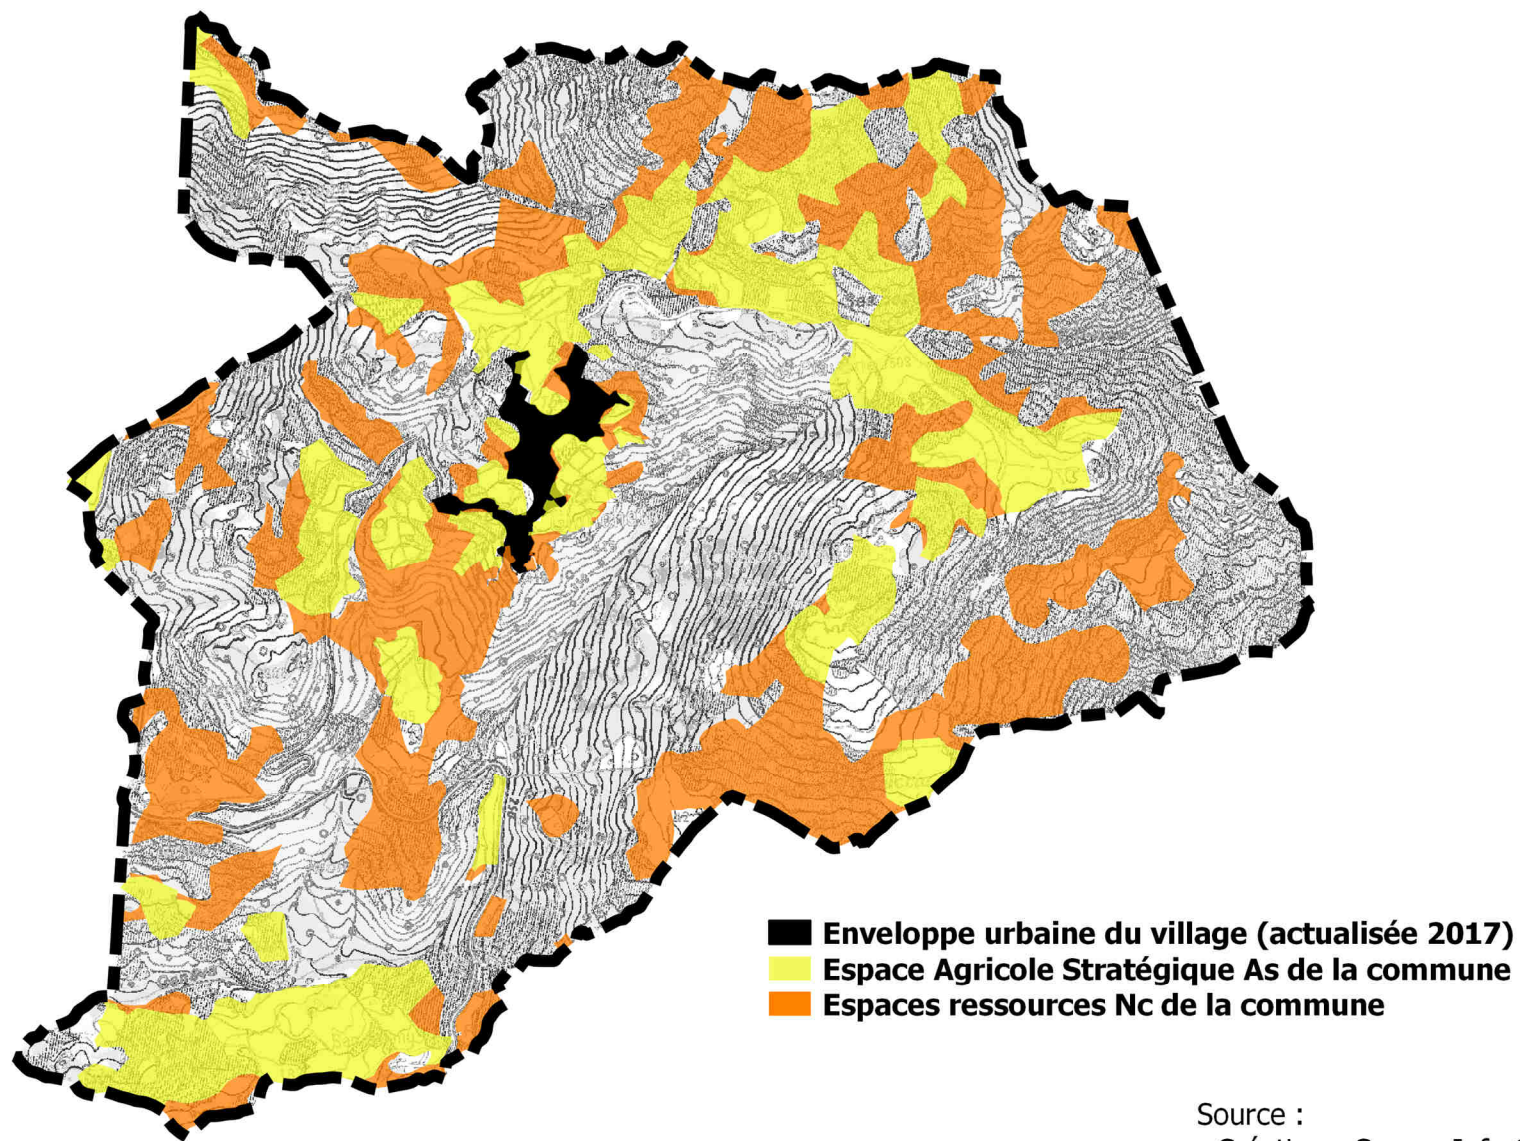 Enveloppe urbaine du village (actualisée 2017)
Espace Agricole Stratégique As de la commune
Espaces ressources Nc de la commune
Source :